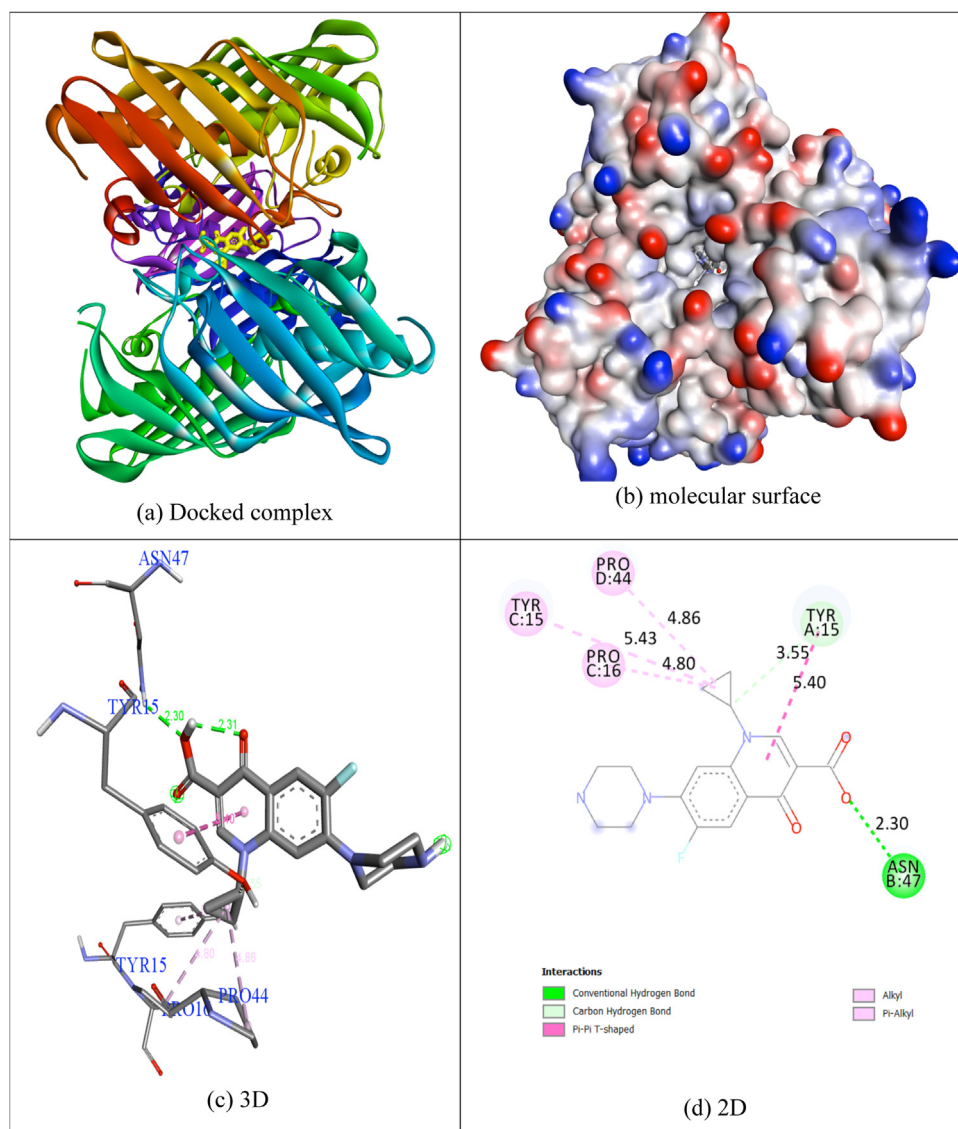 (a) Docked complex
(b) molecular surface
ASN47
TYR15
2.30
2.31
TYR15
PRO44
4.86
(c) 3D
PRO
D:44
TYR
C:15
PRO
C:16
TYR
A:15
4.86
5.43
4.80
3.55
5.40
N
N
N
F
O
O
O
2.30
ASN
B:47
Interactions
Conventional Hydrogen Bond
Carbon Hydrogen Bond
Pi-Pi T-shaped
Alkyl
Pi-Alkyl
(d) 2D